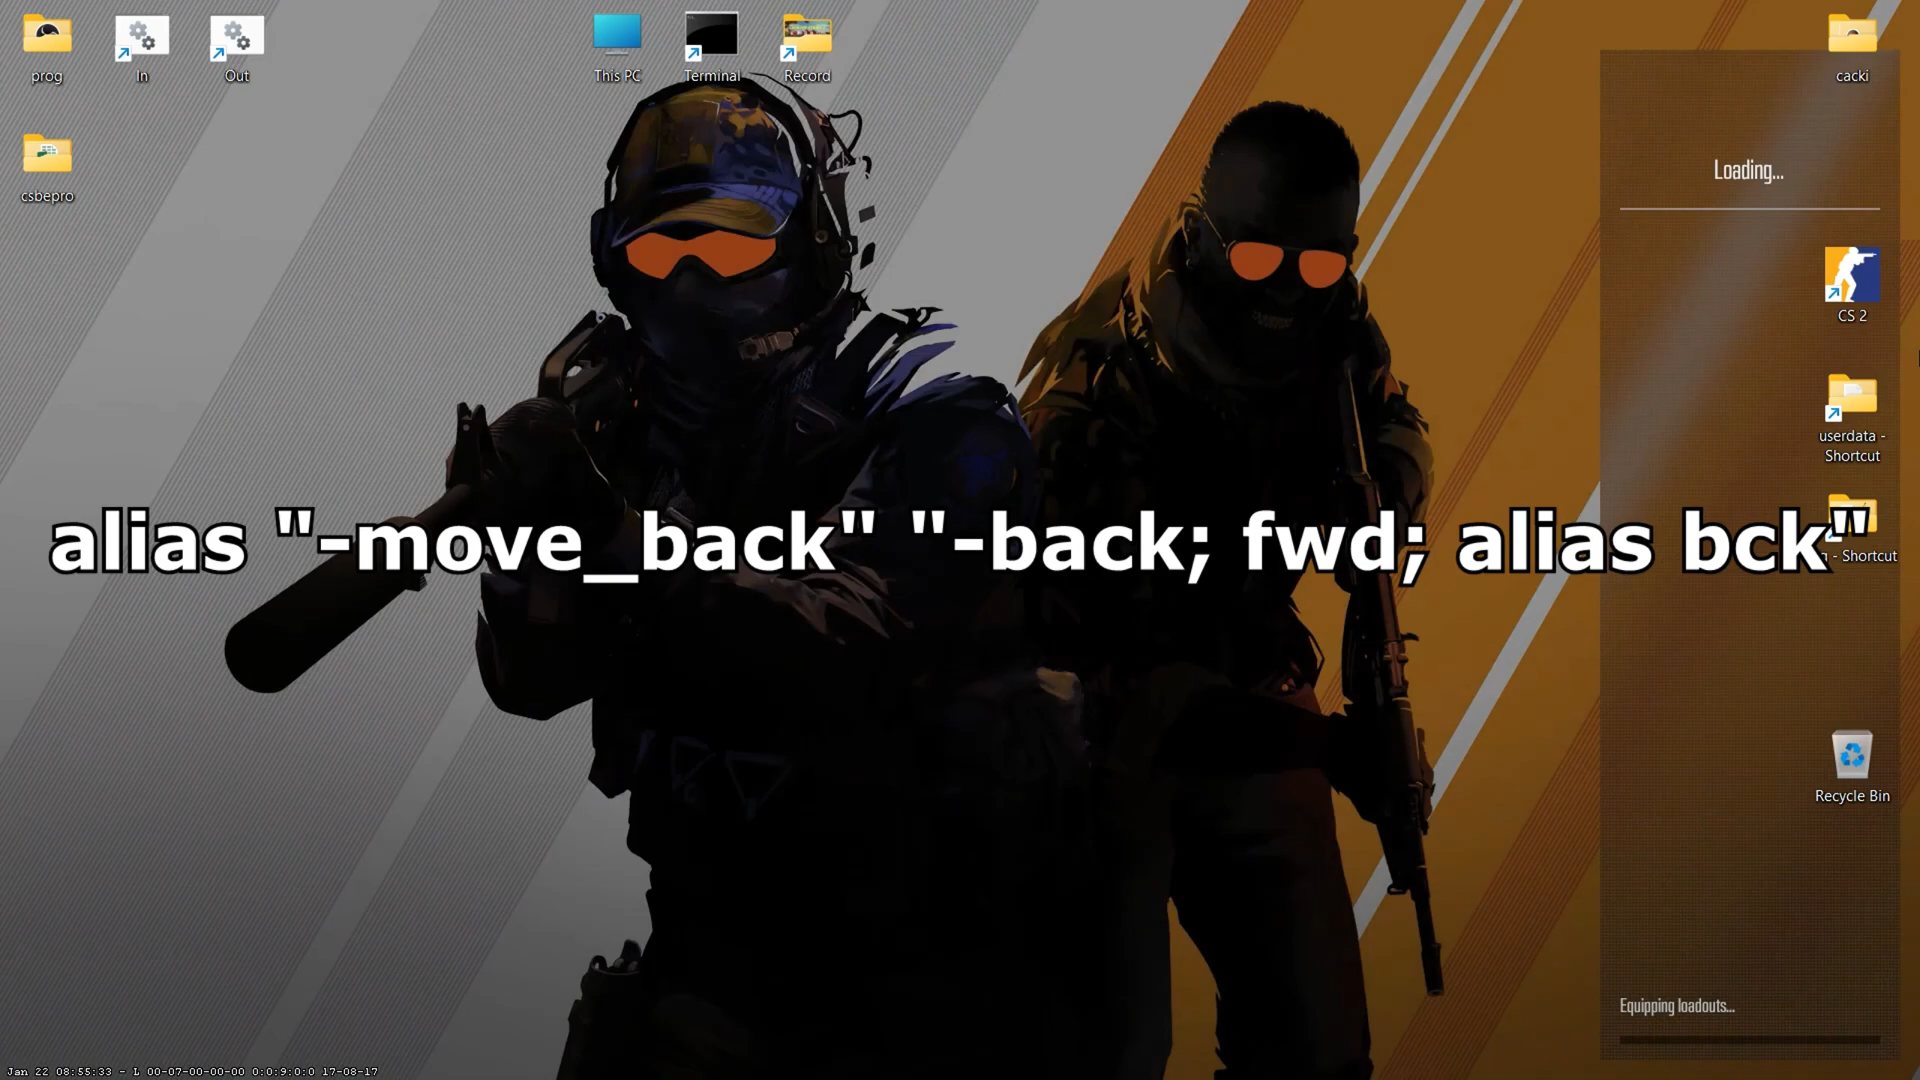 prog
In
Out
This PC
Terminal
Record
cacki
csbepro
Loading...
CS 2
userdata -
Shortcut
alias "-move_back" "-back; fwd; alias bck"
- Shortcut
Recycle Bin
Equipping loadouts...
Jan 22 08:55:33 - L 00-07-00-00-00 0:0:9:0:0 17-08-17